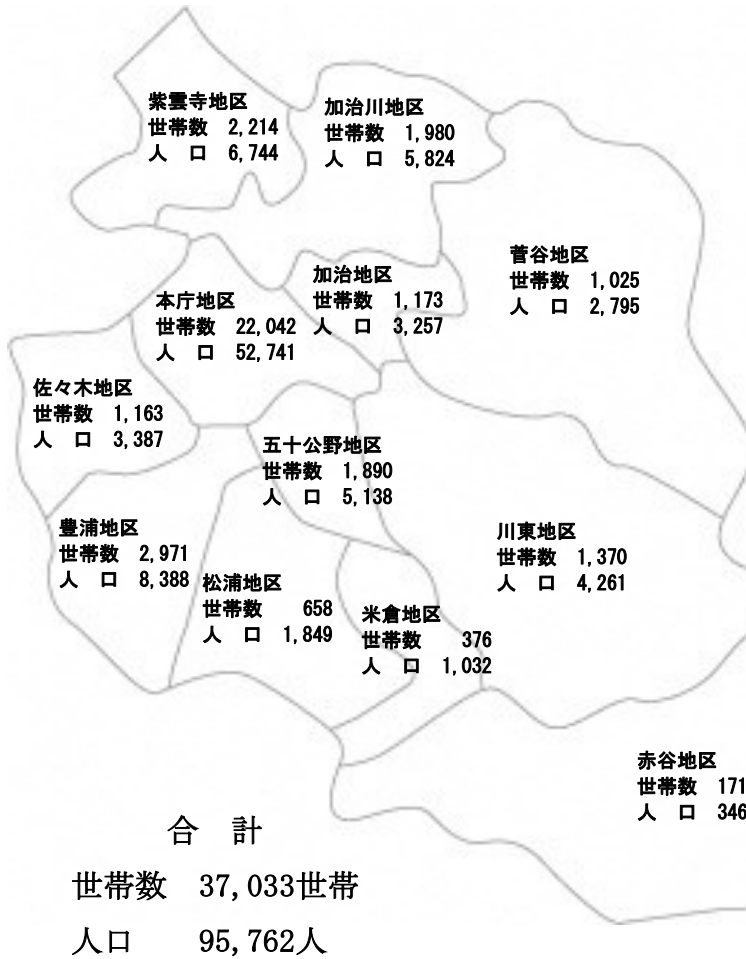 紫雲寺地区
世帯数 2,214
人 口 6,744
加治川地区
世帯数 1,980
人 口 5,824
菅谷地区
世帯数 1,025
人 口 2,795
加治地区
世帯数 1,173
人 口 3,257
本庁地区
世帯数 22,042
人 口 52,741
佐々木地区
世帯数 1,163
人 口 3,387
五十公野地区
世帯数 1,890
人 口 5,138
豊浦地区
世帯数 2,971
人 口 8,388
川東地区
世帯数 1,370
人 口 4,261
松浦地区
世帯数 658
人 口 1,849
米倉地区
世帯数 376
人 口 1,032
赤谷地区
世帯数 171
人 口 346
合 計
世帯数 37,033世帯
人口 95,762人